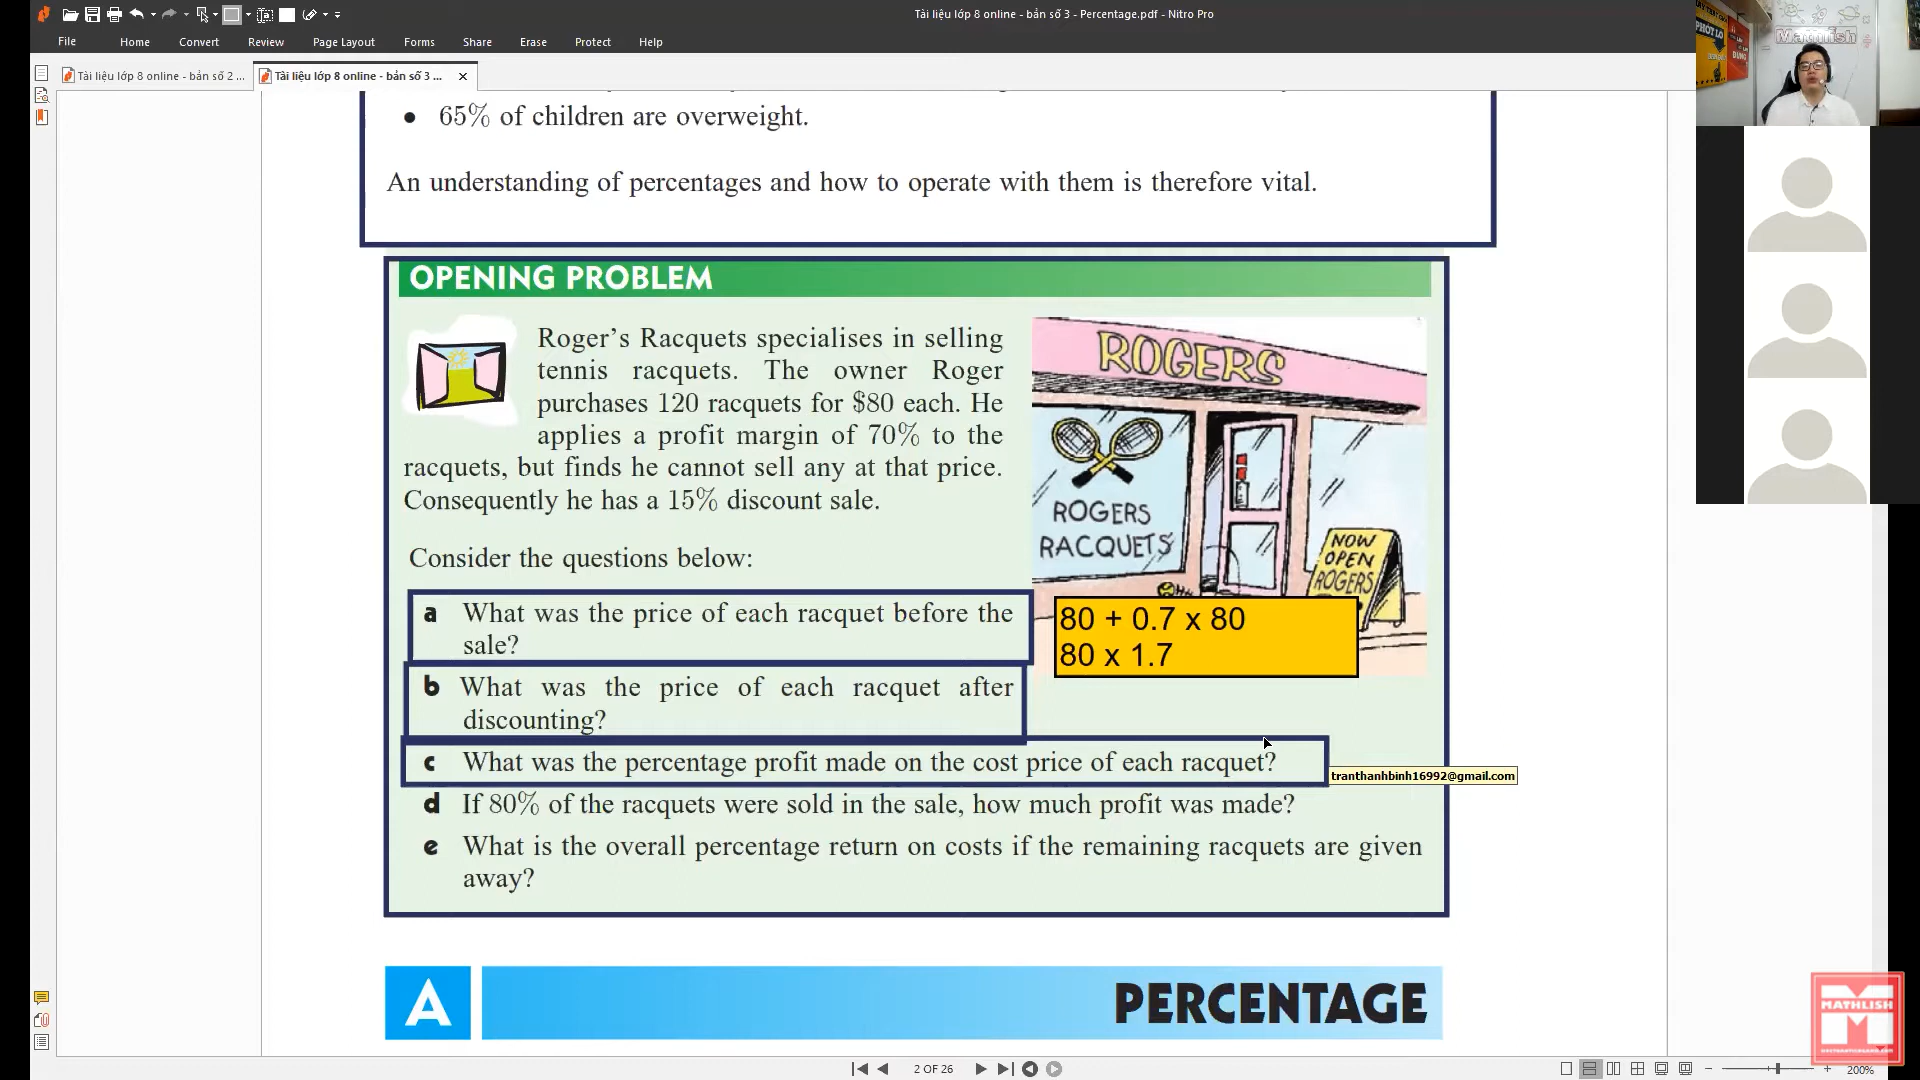 Tài liệu lớp 8 online - bản số 3 - Percentage.pdf - Nitro Pro
File Home Convert Review Page Layout Forms Share Erase Protect Help
Tài liệu lớp 8 online - bản số 2 ...
Tài liệu lớp 8 online - bản số 3 ...
• 65% of children are overweight.
An understanding of percentages and how to operate with them is therefore vital.
OPENING PROBLEM
Roger's Racquets specialises in selling
tennis racquets. The owner Roger
purchases 120 racquets for $80 each. He
applies a profit margin of 70% to the
racquets, but finds he cannot sell any at that price.
Consequently he has a 15% discount sale.
ROGERS
ROGERS
RACQUETS
NOW
OPEN
ROGERS
Consider the questions below:
a What was the price of each racquet before the
sale?
80 + 0.7 x 80
80 x 1.7
b What was the price of each racquet after
discounting?
c What was the percentage profit made on the cost price of each racquet?
tranthanhbinh16992@gmail.com
d If 80% of the racquets were sold in the sale, how much profit was made?
e What is the overall percentage return on costs if the remaining racquets are given
away?
A PERCENTAGE
MATHLISH
2 OF 26
200%